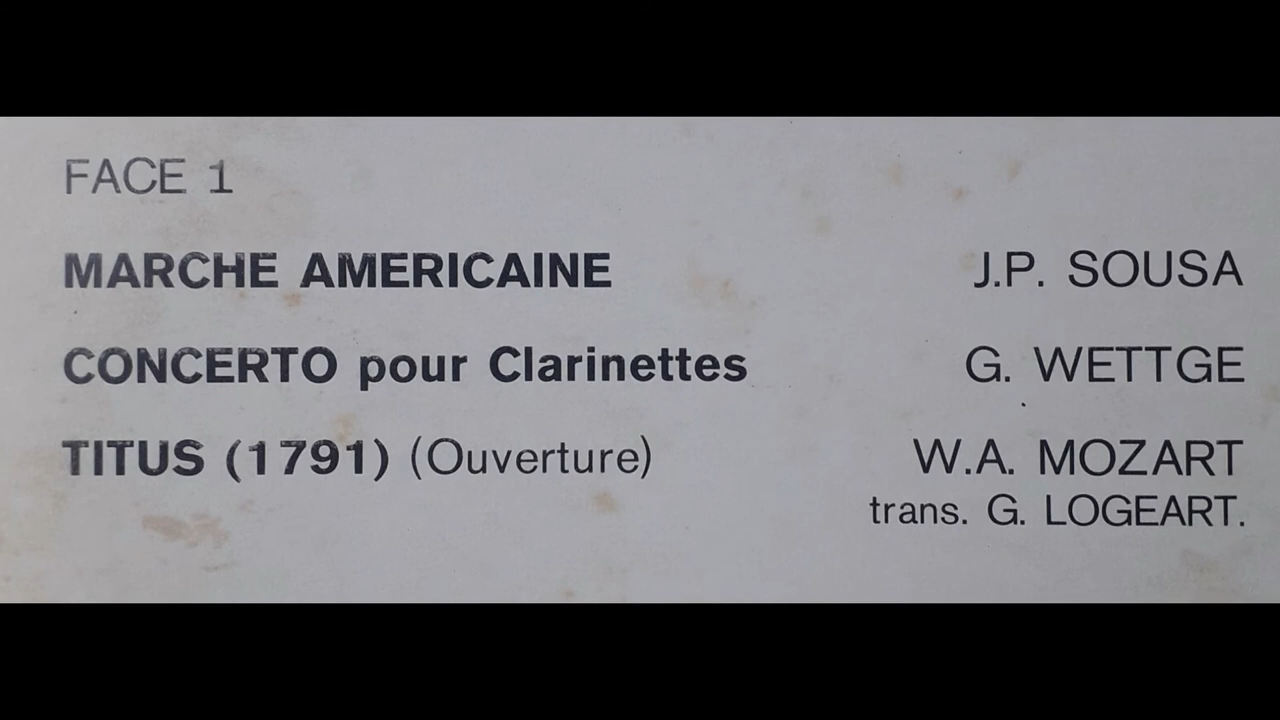 FACE 1
MARCHE AMERICAINE J.P. SOUSA
CONCERTO pour Clarinettes G. WETTGE
TITUS (1791) (Ouverture) W.A. MOZART
trans. G. LOGEART.